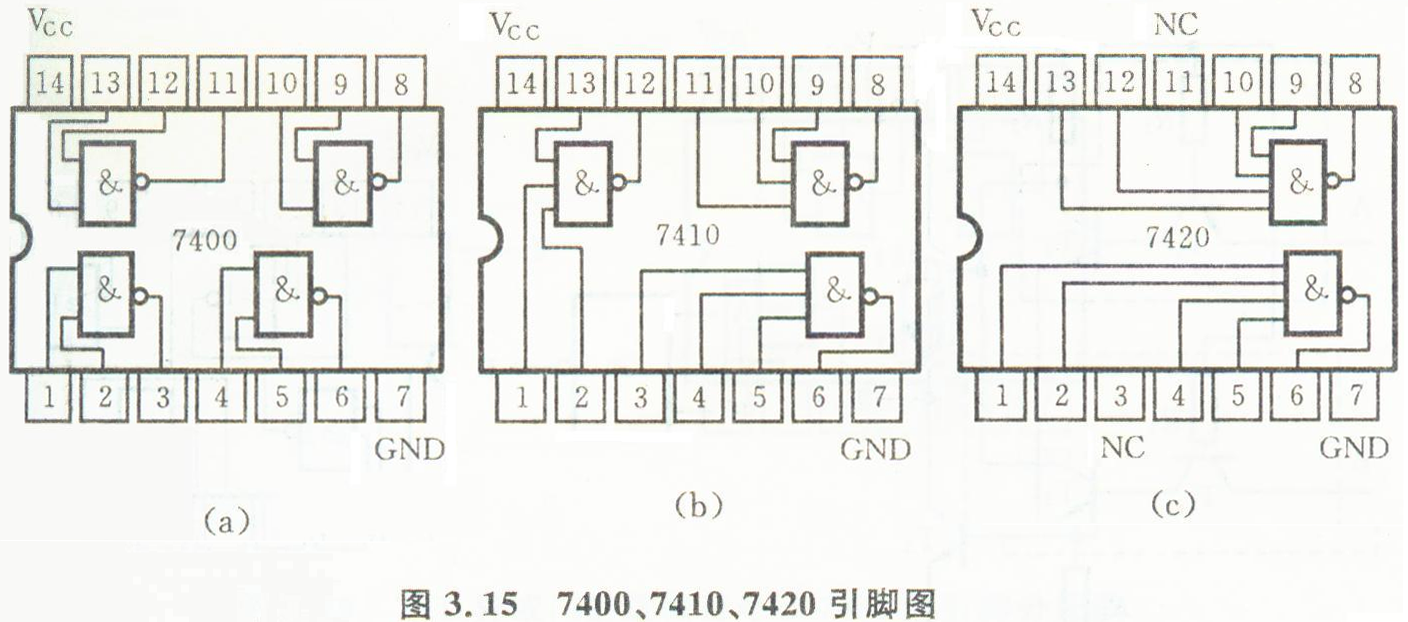 Vcc
14 13 12 11 10 9 8
&
&
7400
&
&
1 2 3 4 5 6 7
GND
(a)
Vcc
14 13 12 11 10 9 8
&
&
7410
&
1 2 3 4 5 6 7
GND
(b)
Vcc NC
14 13 12 11 10 9 8
&
7420
&
1 2 3 4 5 6 7
NC GND
(c)
图 3.15 7400、7410、7420 引脚图